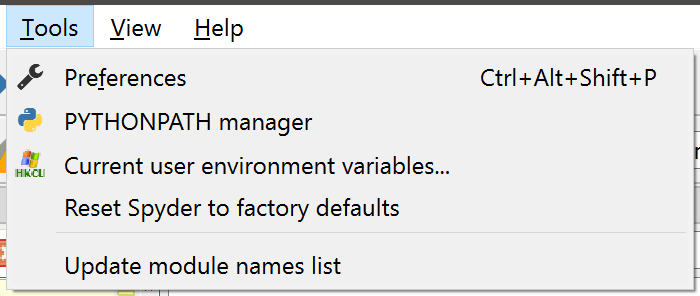 Tools View Help
Preferences Ctrl+Alt+Shift+P
PYTHONPATH manager
HKCU Current user environment variables...
Reset Spyder to factory defaults
Update module names list